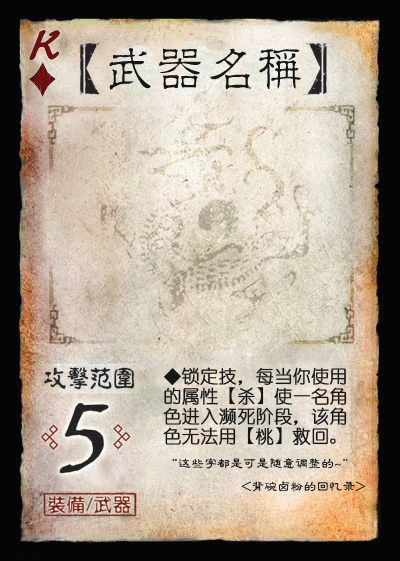 K
【武器名稱】
攻擊范圍
5
◆锁定技，每当你使用
的属性【杀】使一名角
色进入濒死阶段，该角
色无法用【桃】救回。
“这些字都是可是随意调整的~”
<背碗卤粉的回忆录>
裝備/武器